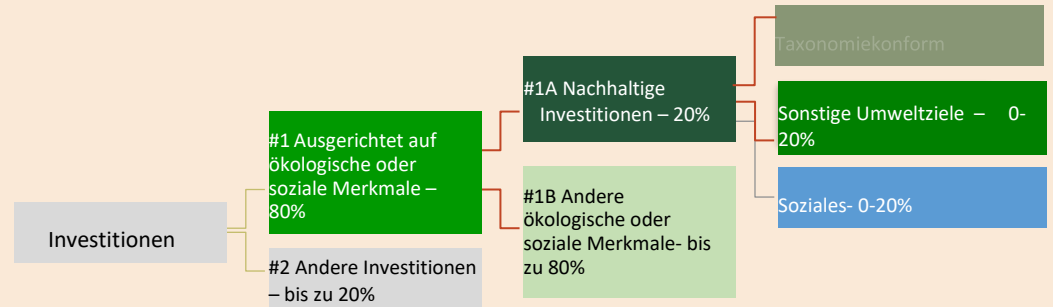 Investitionen
#1 Ausgerichtet auf
ökologische oder
soziale Merkmale –
80%
#2 Andere Investitionen
– bis zu 20%
#1A Nachhaltige
Investitionen – 20%
#1B Andere
ökologische oder
soziale Merkmale- bis
zu 80%
Taxonomiekonform
Sonstige Umweltziele – 0-
20%
Soziales- 0-20%